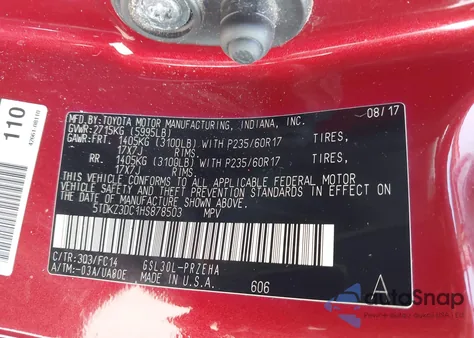 MFD. BY: TOYOTA MOTOR MANUFACTURING, INDIANA, INC. 08/17
GVWR: 2715KG (5995LB)
GAWR: FRT. 1405KG (3100LB) WITH P235/60R17 TIRES,
17X7J RIMS
RR. 1405KG (3100LB) WITH P235/60R17 TIRES,
17X7J RIMS,
THIS VEHICLE CONFORMS TO ALL APPLICABLE FEDERAL MOTOR
VEHICLE SAFETY, BUMPER, AND THEFT PREVENTION STANDARDS
IN EFFECT ON THE DATE OF MANUFACTURE SHOWN ABOVE.
5TDKZ3DC1HS878503 MPV
C/TR: 303/FC14 GSL30L-PRZEHA
A/TM: -03A/UA80E MADE IN U.S.A. 606 A
110
autoSnap